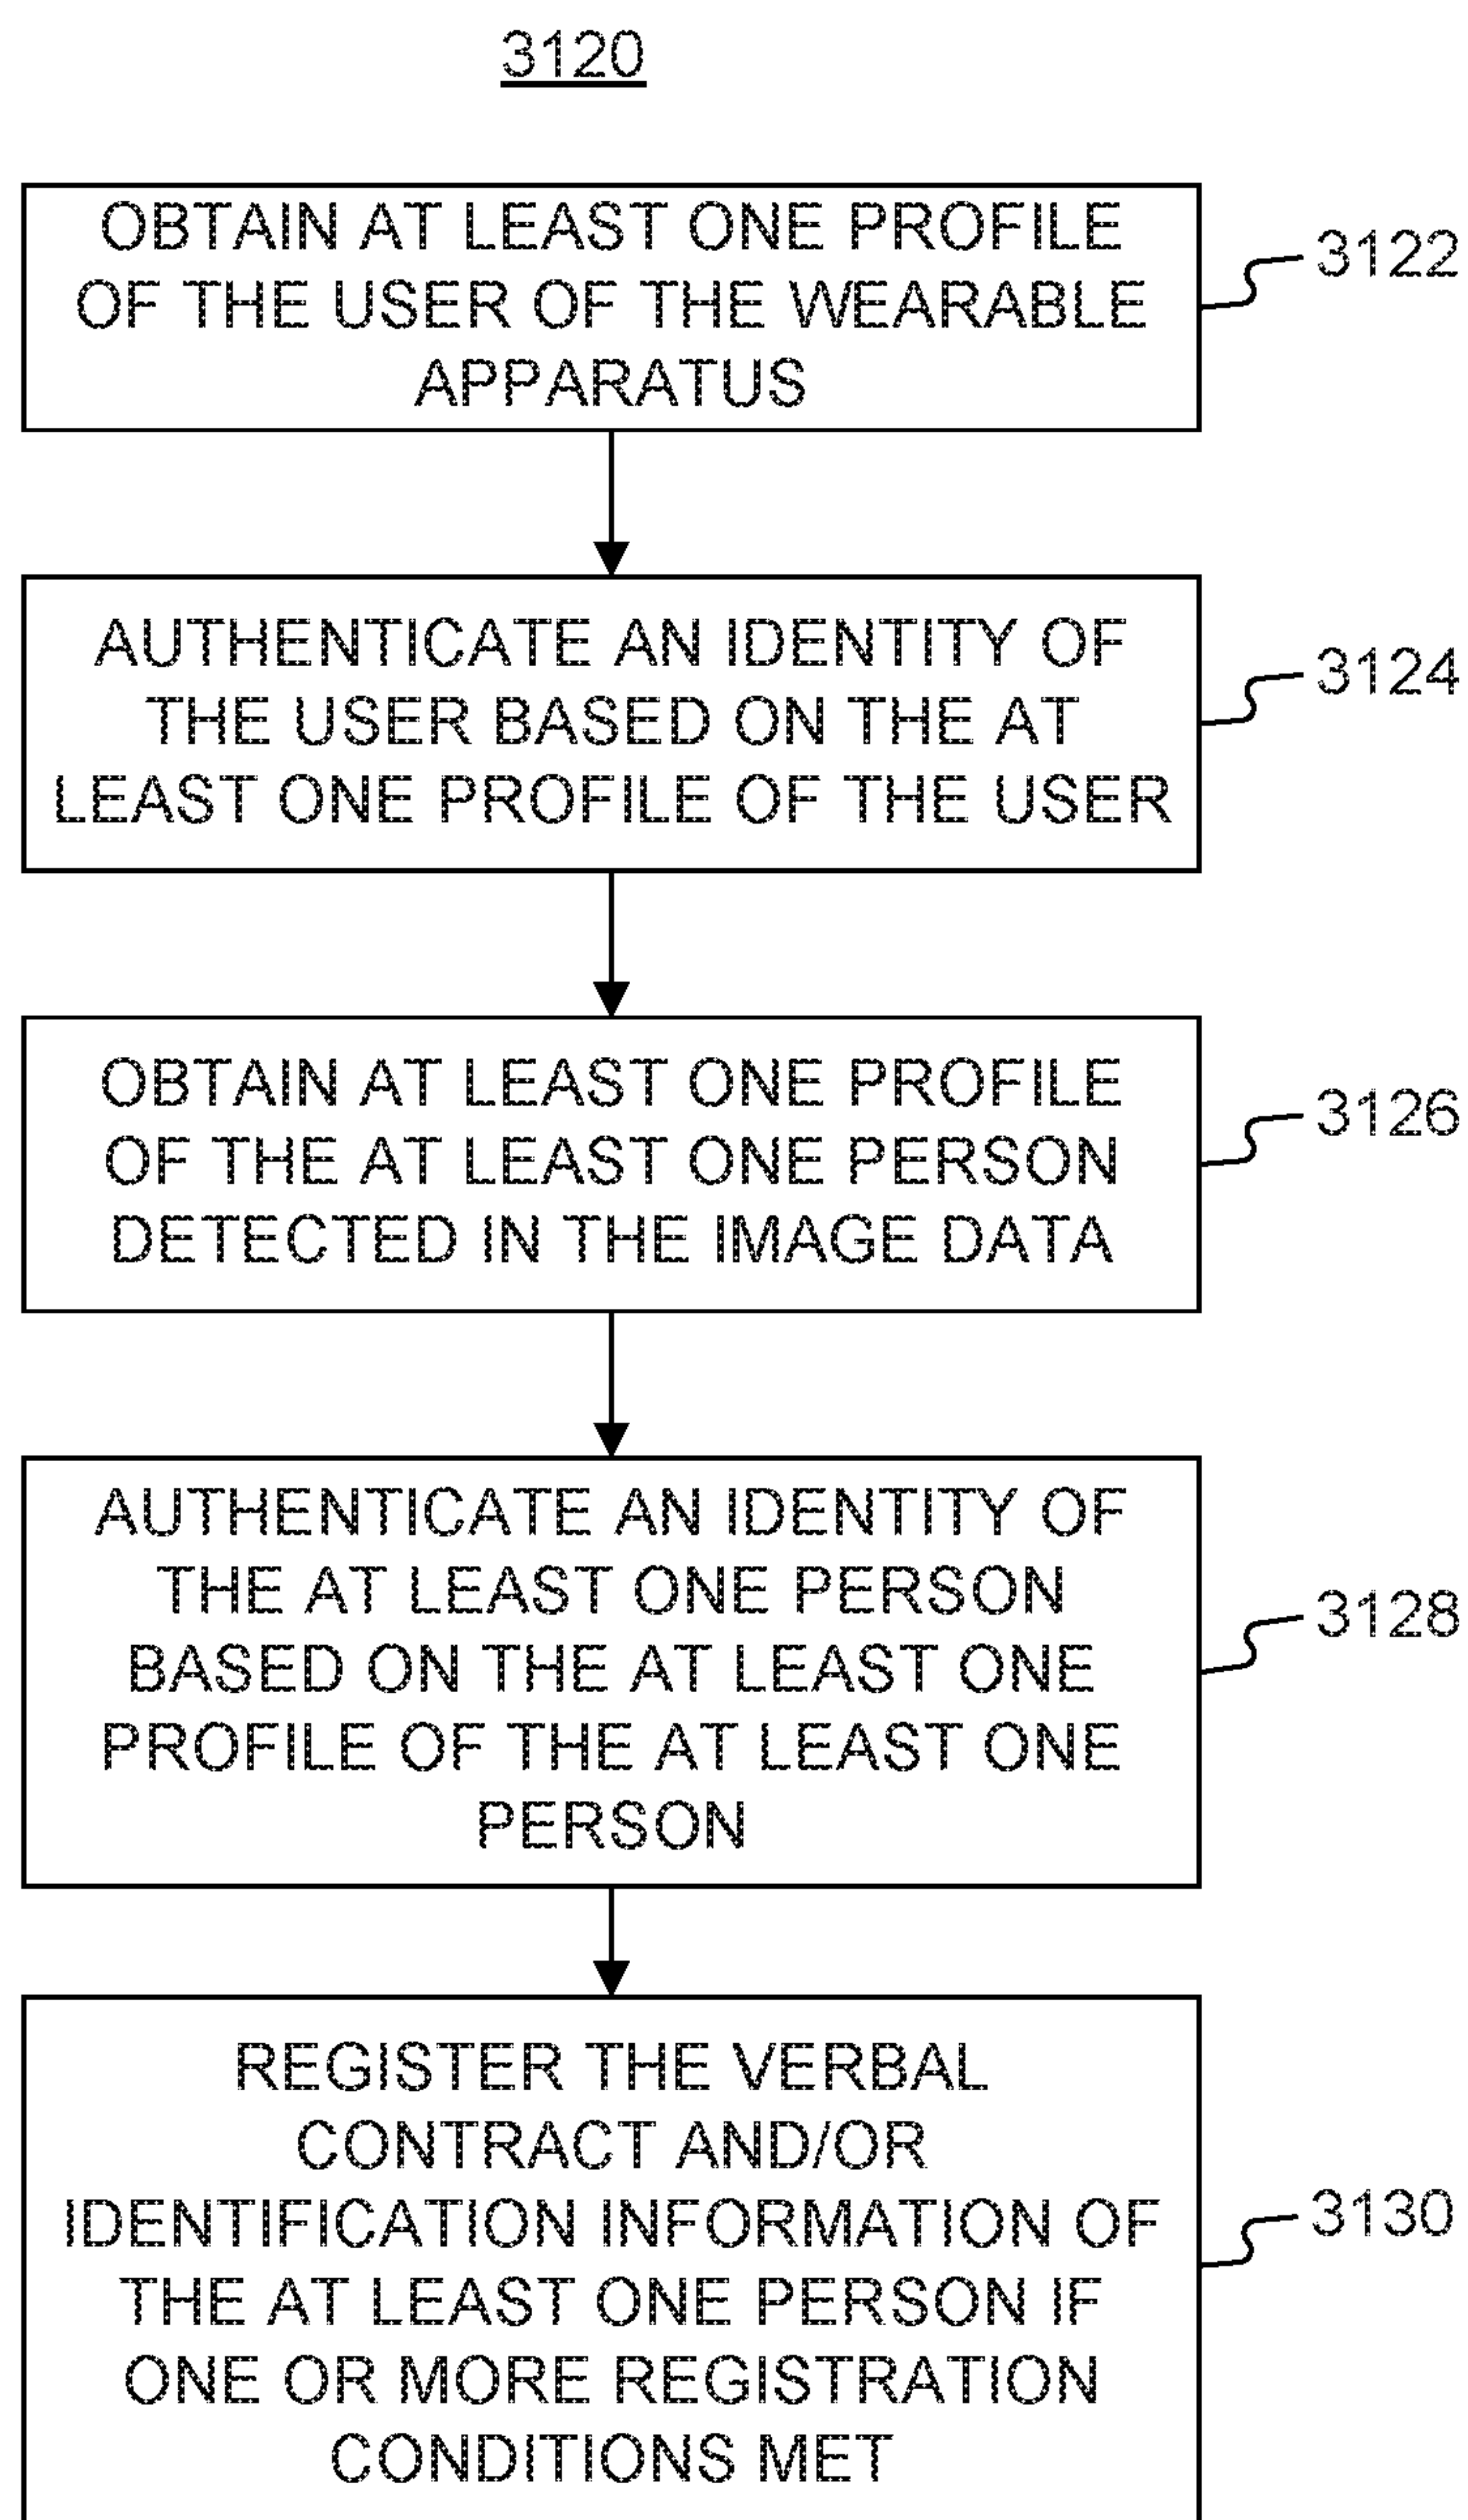 3120
OBTAIN AT LEAST ONE PROFILE
OF THE USER OF THE WEARABLE
APPARATUS
3122
AUTHENTICATE AN IDENTITY OF
THE USER BASED ON THE AT
LEAST ONE PROFILE OF THE USER
3124
OBTAIN AT LEAST ONE PROFILE
OF THE AT LEAST ONE PERSON
DETECTED IN THE IMAGE DATA
3126
AUTHENTICATE AN IDENTITY OF
THE AT LEAST ONE PERSON
BASED ON THE AT LEAST ONE
PROFILE OF THE AT LEAST ONE
PERSON
3128
REGISTER THE VERBAL
CONTRACT AND/OR
IDENTIFICATION INFORMATION OF
THE AT LEAST ONE PERSON IF
ONE OR MORE REGISTRATION
CONDITIONS MET
3130